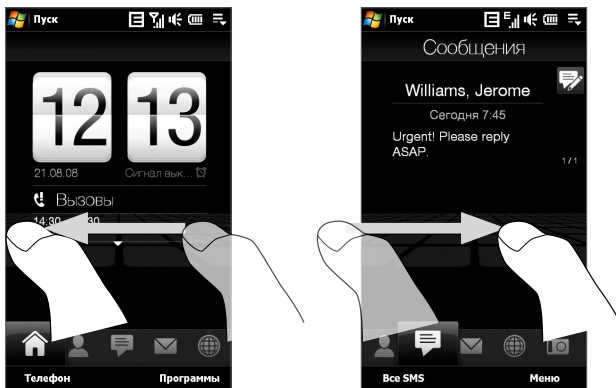 Пуск
12 13
21.08.08 Сигнал вык...
Вызовы
Телефон Программы
Пуск
Сообщения
Williams, Jerome
Сегодня 7:45
Urgent! Please reply
ASAP.
1/1
Все SMS Меню